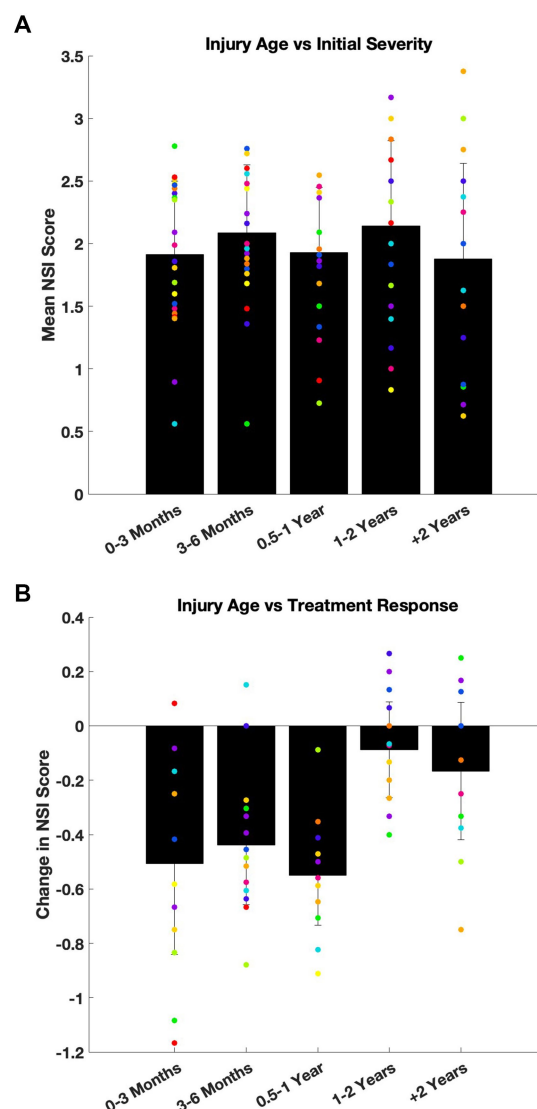 A
Injury Age vs Initial Severity
3.5
3
2.5
2
1.5
1
0.5
0
Mean NSI Score
0-3 Months
3-6 Months
0.5-1 Year
1-2 Years
+2 Years
B
Injury Age vs Treatment Response
0.4
0.2
0
-0.2
-0.4
-0.6
-0.8
-1
-1.2
Change in NSI Score
0-3 Months
3-6 Months
0.5-1 Year
1-2 Years
+2 Years